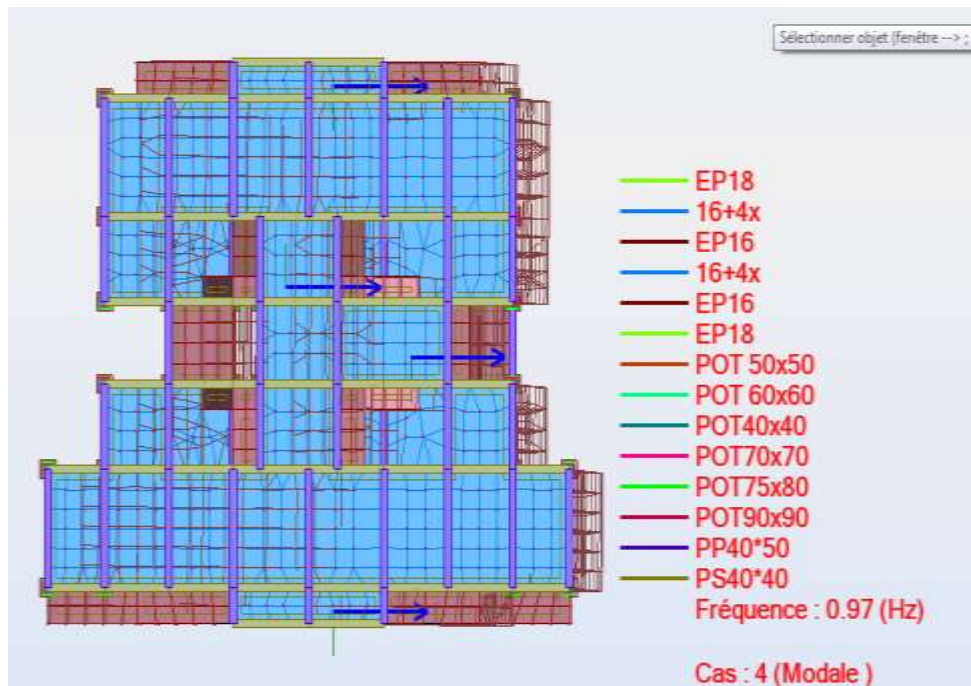 Sélectionner objet (fenêtre --> ;
EP18
16+4x
EP16
16+4x
EP16
EP18
POT 50x50
POT 60x60
POT40x40
POT70x70
POT75x80
POT90x90
PP40*50
PS40*40
Fréquence : 0.97 (Hz)
Cas : 4 (Modale )